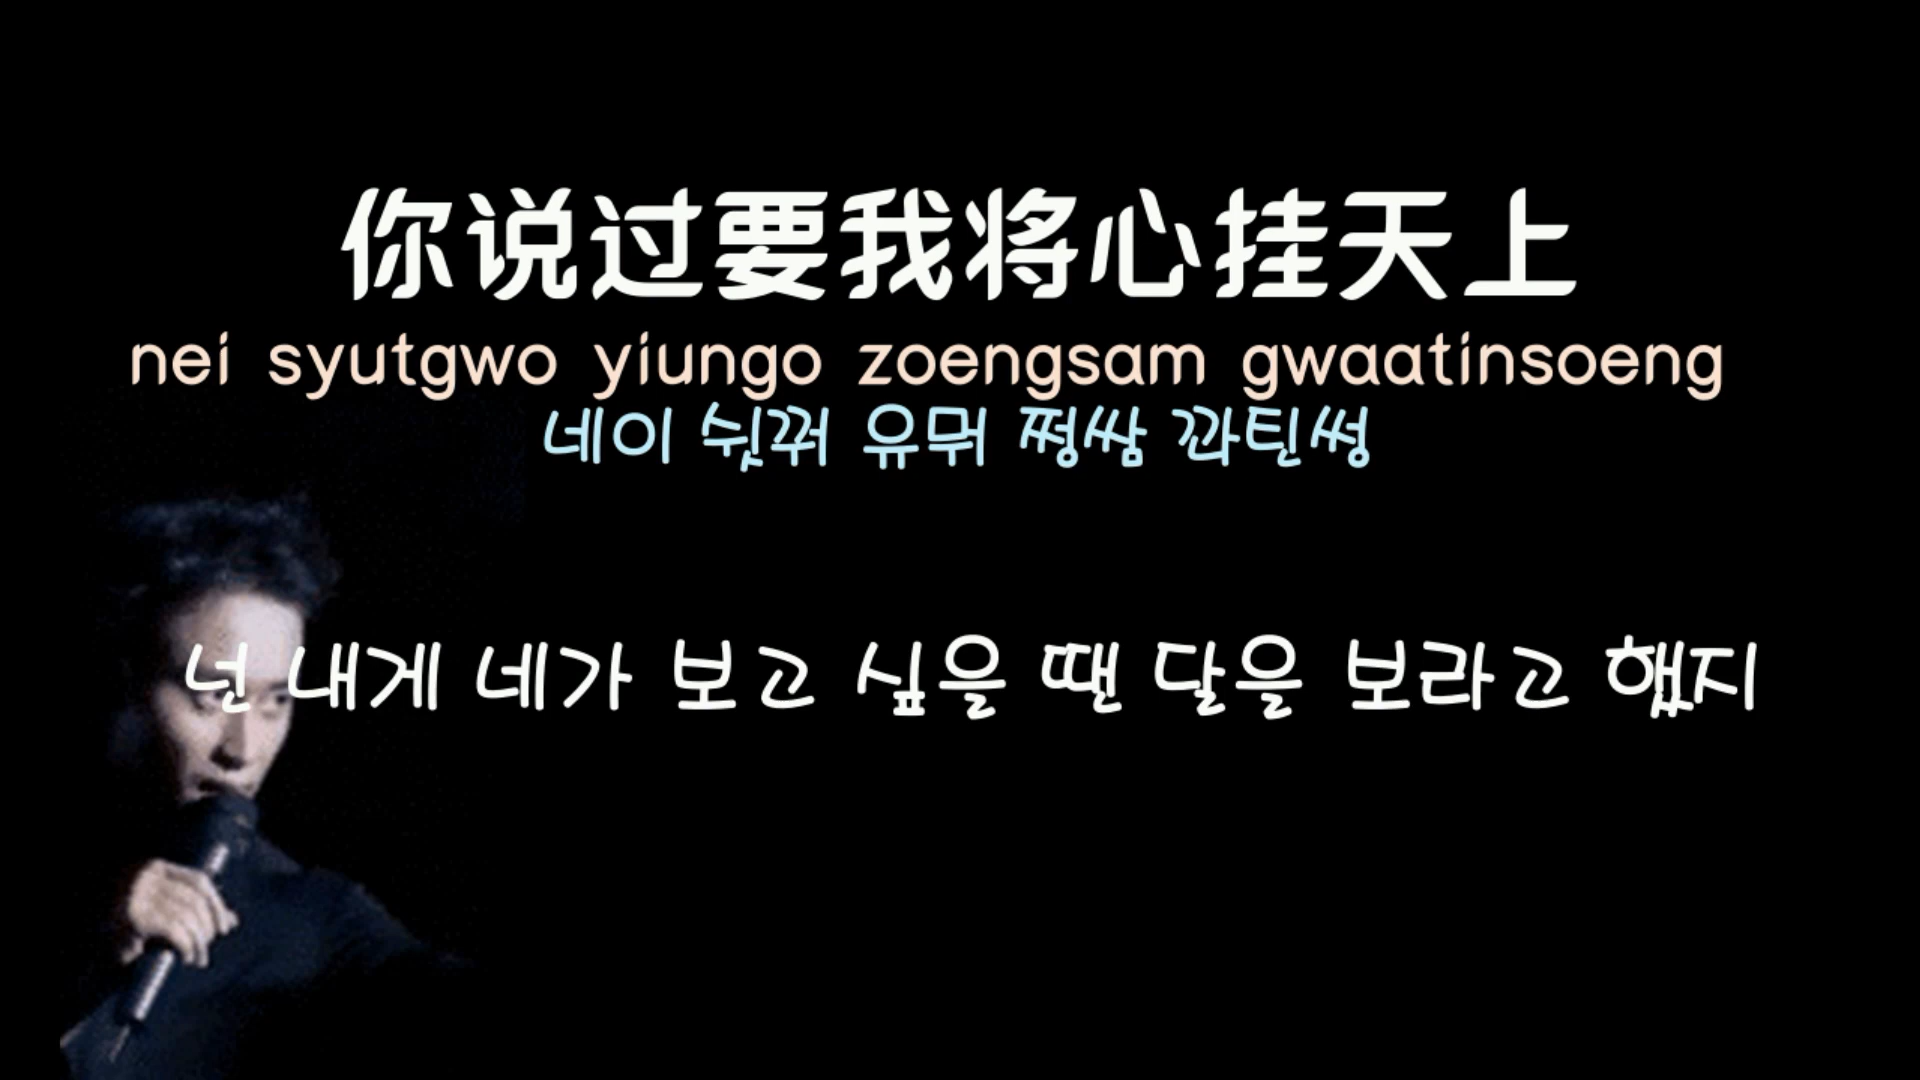 你说过要我将心挂天上
nei syutgwo yiungo zoengsam gwaatinsoeng
네이 쉿꿔 유뭐 쩡쌈 꽈틴썽
넌 내게 네가 보고 싶을 땐 달을 보라고 했지